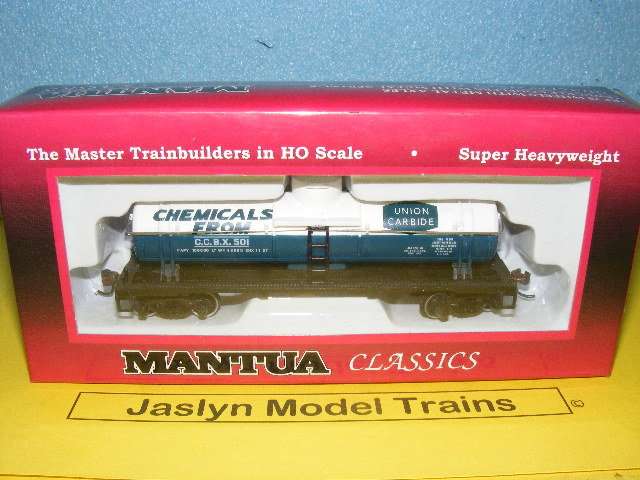 The Master Trainbuilders in HO Scale • Super Heavyweight
CHEMICALS
FROM
C.C.B.X. 501
UNION
CARBIDE
MANTUA CLASSICS
Jaslyn Model Trains ©